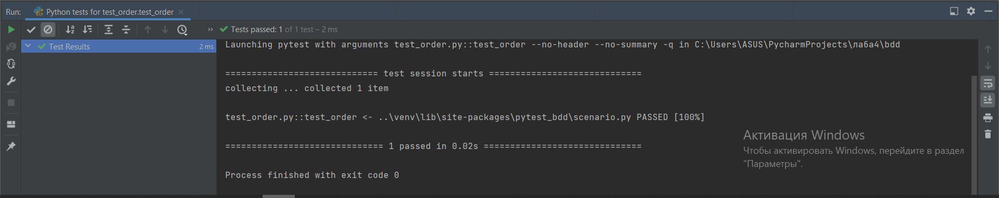 Run: Python tests for test_order.test_order
Tests passed: 1 of 1 test – 2 ms
Test Results 2 ms
Launching pytest with arguments test_order.py::test_order --no-header --no-summary -q in C:\Users\ASUS\PycharmProjects\лаба4\bdd
============================= test session starts =============================
collecting ... collected 1 item
test_order.py::test_order <- ..\venv\lib\site-packages\pytest_bdd\scenario.py PASSED [100%]
============================== 1 passed in 0.02s ==============================
Process finished with exit code 0
Активация Windows
Чтобы активировать Windows, перейдите в раздел
"Параметры".